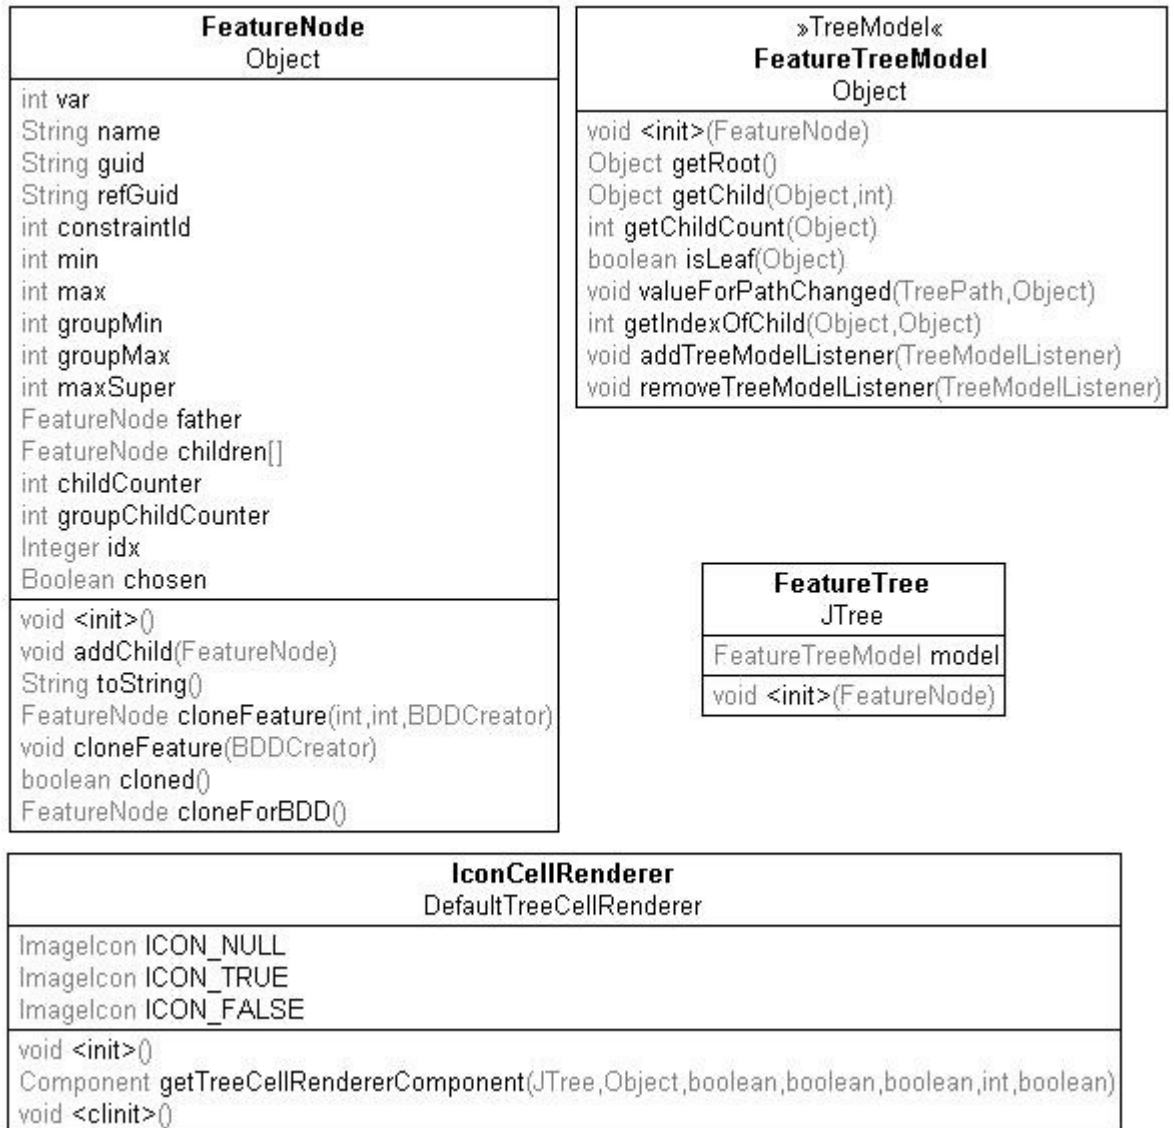 FeatureNode
Object
int var
String name
String guid
String refGuid
int constraintId
int min
int max
int groupMin
int groupMax
int maxSuper
FeatureNode father
FeatureNode children[]
int childCounter
int groupChildCounter
Integer idx
Boolean chosen
void <init>()
void addChild(FeatureNode)
String toString()
FeatureNode cloneFeature(int,int,BDDCreator)
void cloneFeature(BDDCreator)
boolean cloned()
FeatureNode cloneForBDD()
»TreeModel«
FeatureTreeModel
Object
void <init>(FeatureNode)
Object getRoot()
Object getChild(Object,int)
int getChildCount(Object)
boolean isLeaf(Object)
void valueForPathChanged(TreePath,Object)
int getIndexOfChild(Object,Object)
void addTreeModelListener(TreeModelListener)
void removeTreeModelListener(TreeModelListener)
FeatureTree
JTree
FeatureTreeModel model
void <init>(FeatureNode)
IconCellRenderer
DefaultTreeCellRenderer
ImageIcon ICON_NULL
ImageIcon ICON_TRUE
ImageIcon ICON_FALSE
void <init>()
Component getTreeCellRendererComponent(JTree,Object,boolean,boolean,boolean,int,boolean)
void <clinit>()